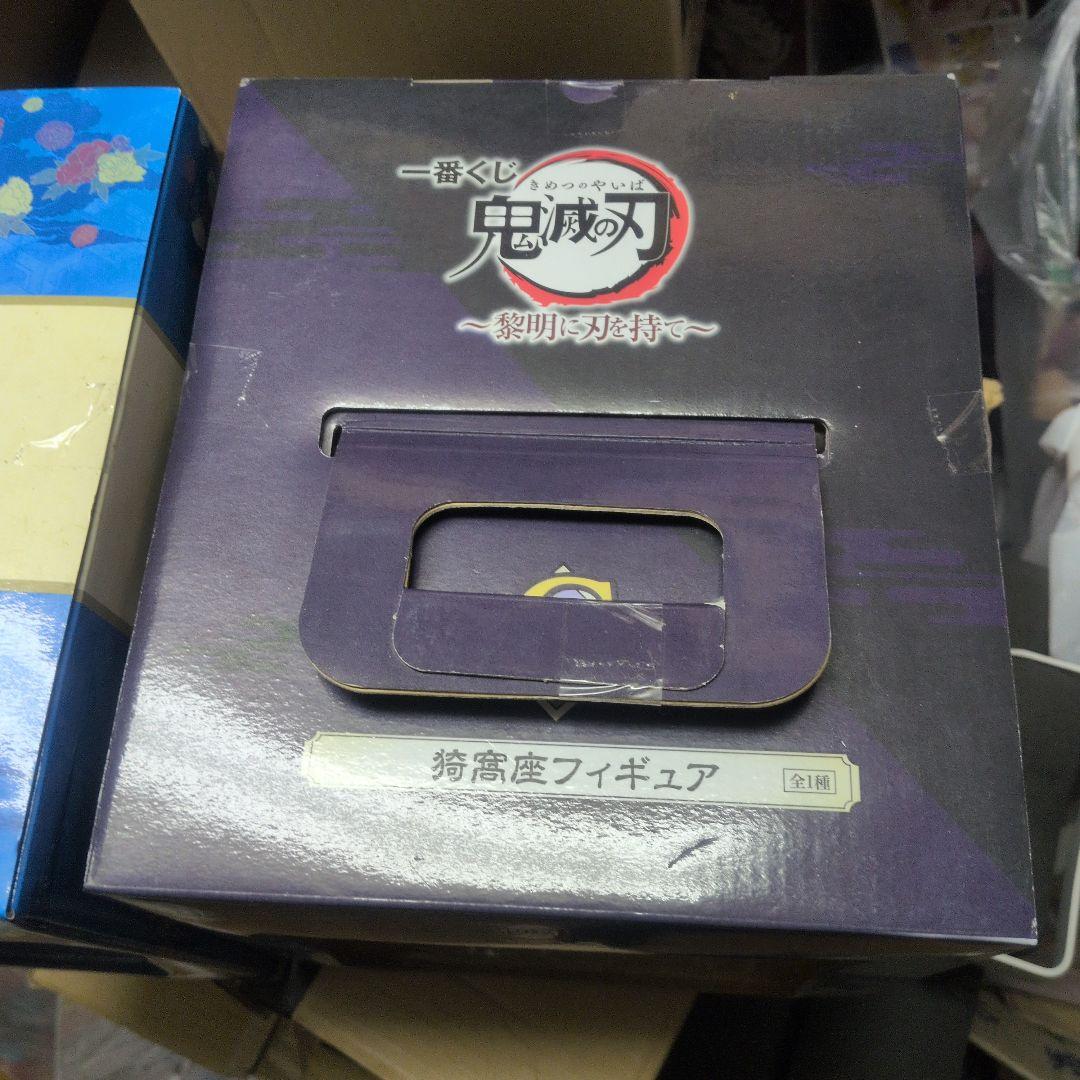 一番くじ
きめつのやいば
鬼滅の刃
～黎明に刃を持て～
C
猗窩座フィギュア
全1種